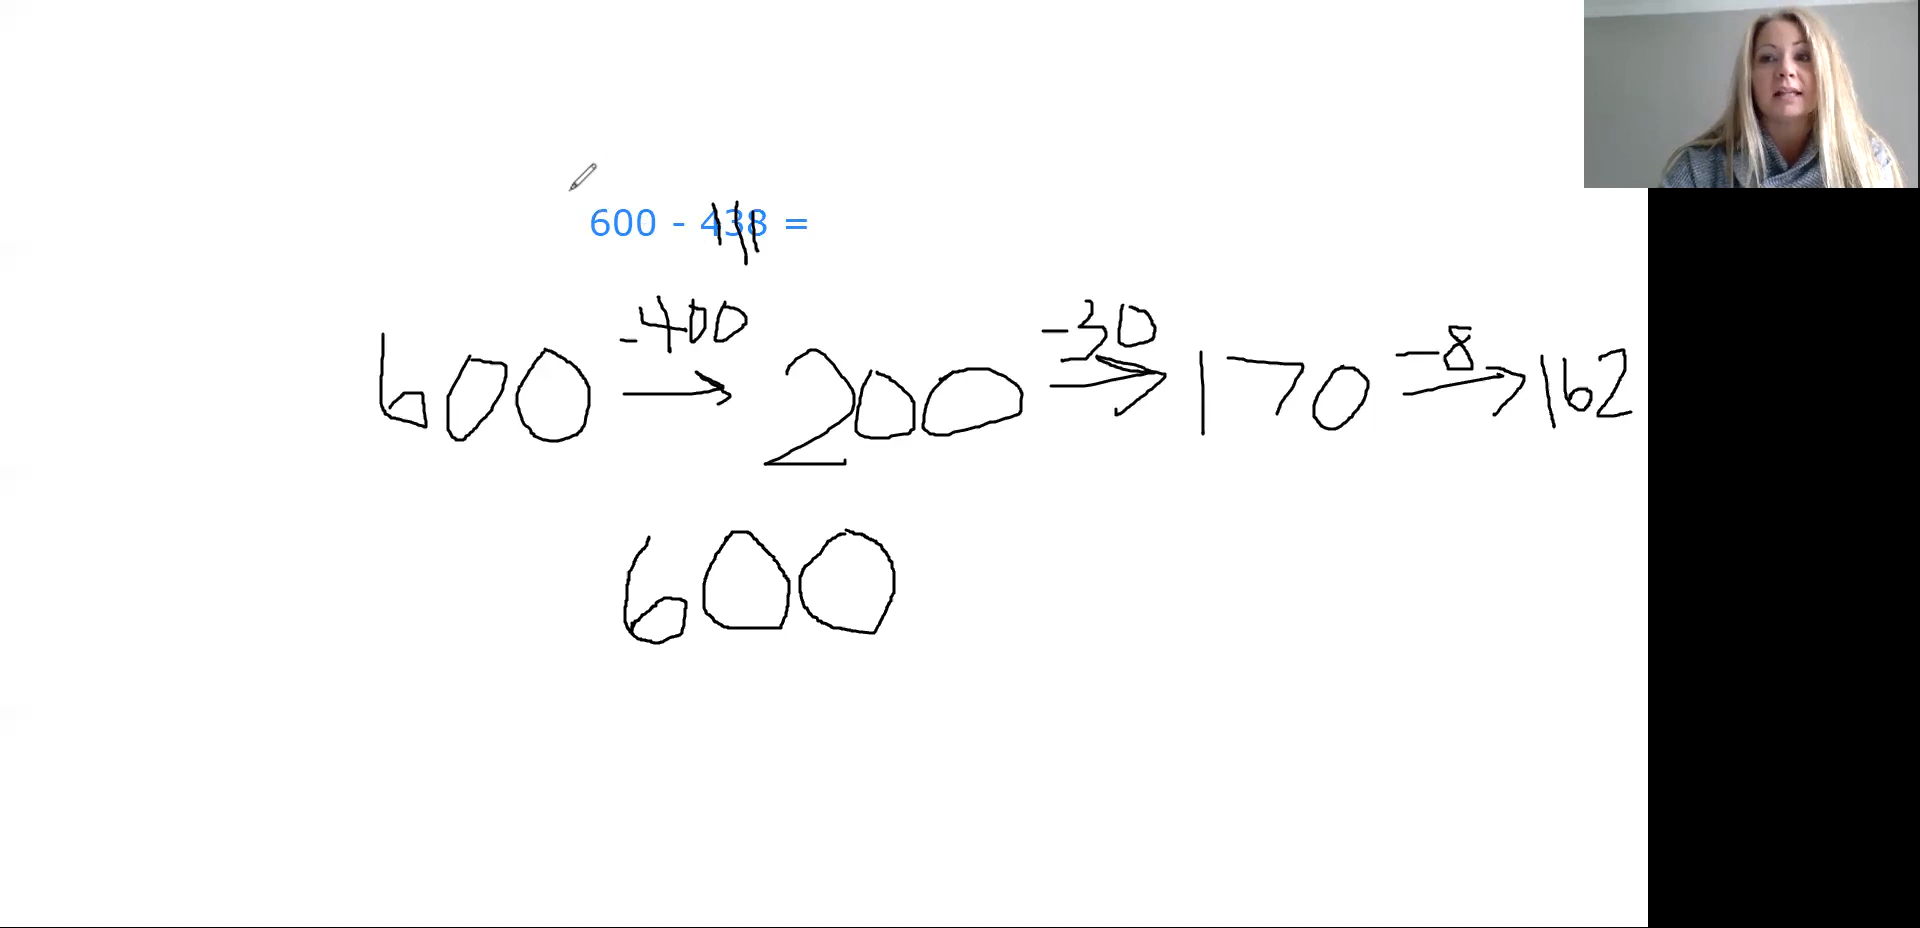 600 - 438 =
-400 -30 -8
600 → 200 → 170 → 162
600